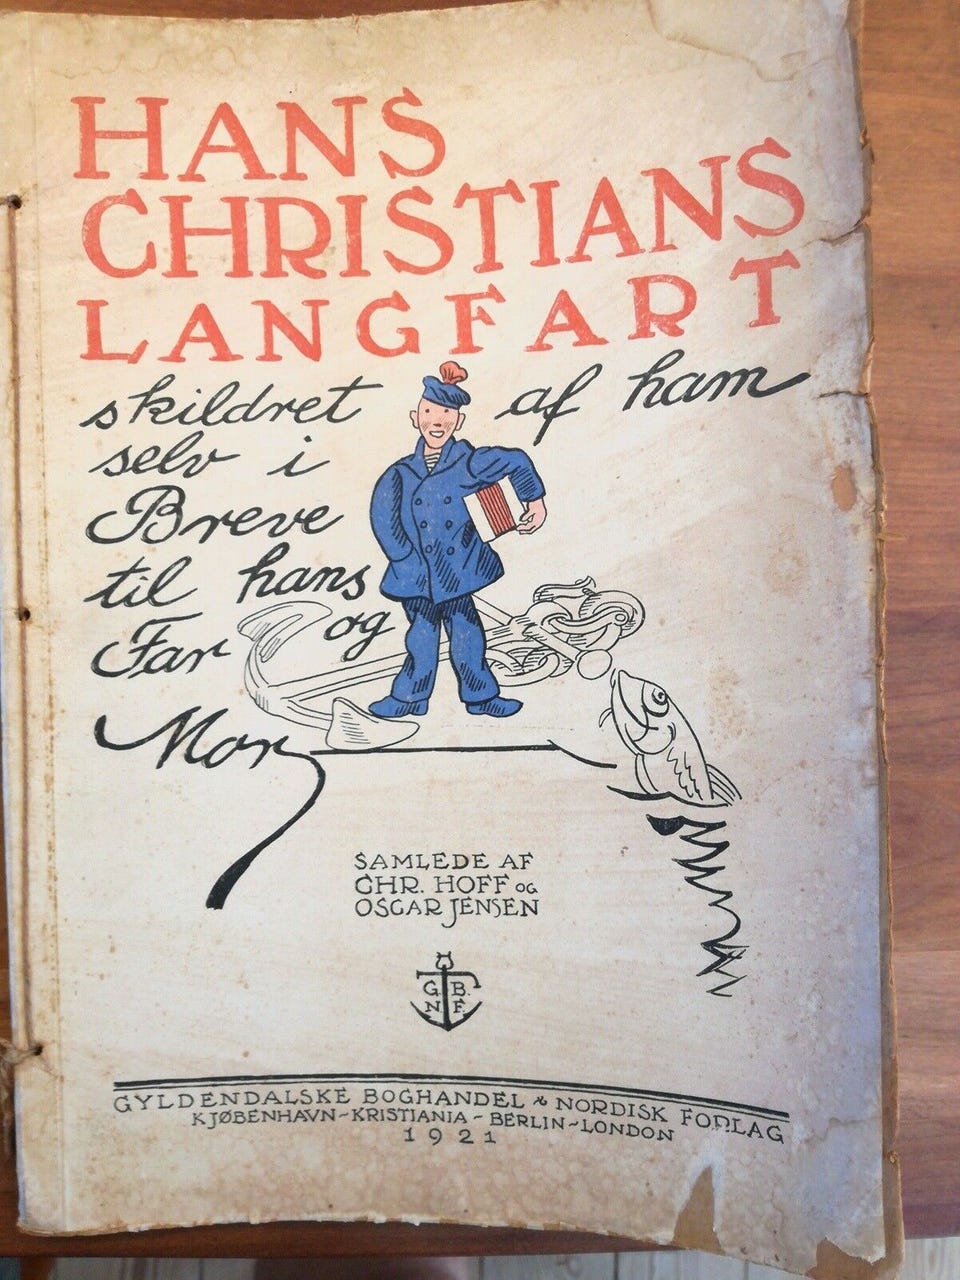 HANS
CHRISTIANS
LANGFART
skildret af ham
selv i
Breve
til hans
Far og
Mor
SAMLEDE AF
CHR. HOFF OG
OSCAR JENSEN
G. B.
N F.
GYLDENDALSKE BOGHANDEL & NORDISK FORLAG
KJØBENHAVN - KRISTIANIA - BERLIN - LONDON
1921